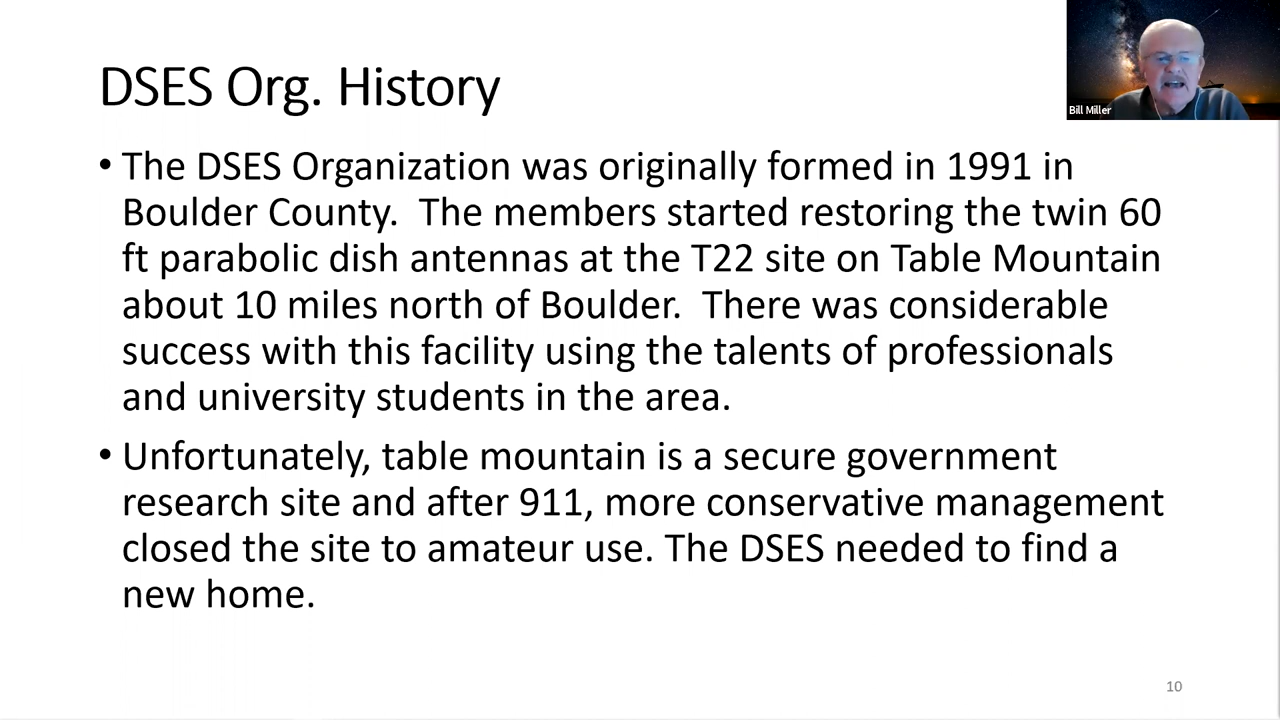 DSES Org. History
Bill Miller
• The DSES Organization was originally formed in 1991 in
Boulder County.  The members started restoring the twin 60
ft parabolic dish antennas at the T22 site on Table Mountain
about 10 miles north of Boulder.  There was considerable
success with this facility using the talents of professionals
and university students in the area.
• Unfortunately, table mountain is a secure government
research site and after 911, more conservative management
closed the site to amateur use. The DSES needed to find a
new home.
10